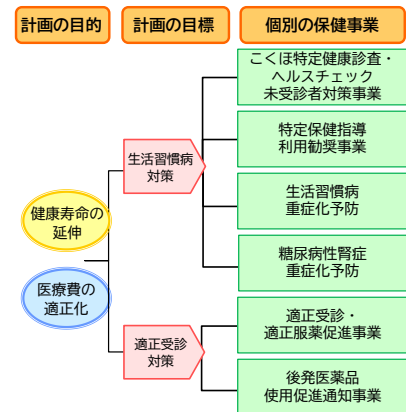 計画の目的
計画の目標
個別の保健事業
健康寿命の
延伸
医療費の
適正化
生活習慣病
対策
適正受診
対策
こくほ特定健康診査・
ヘルスチェック
未受診者対策事業
特定保健指導
利用勧奨事業
生活習慣病
重症化予防
糖尿病性腎症
重症化予防
適正受診・
適正服薬促進事業
後発医薬品
使用促進通知事業